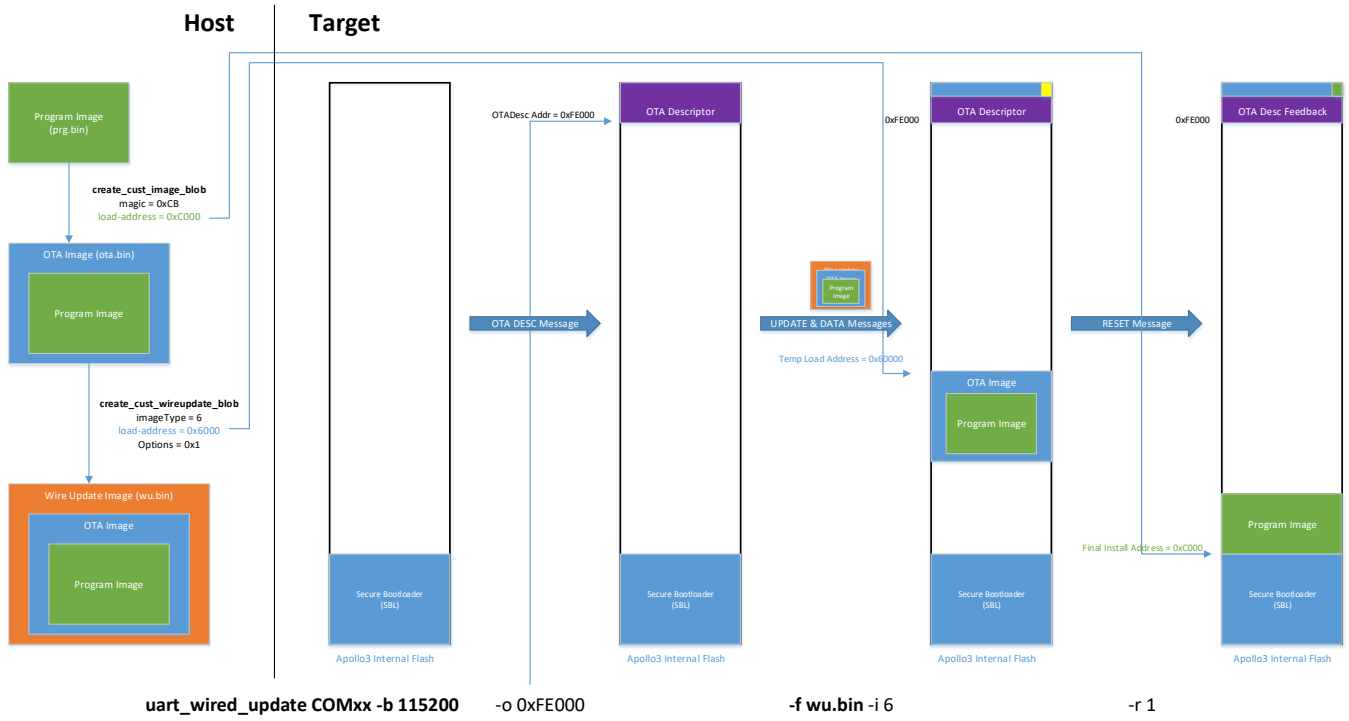 Host
Target
Program Image
(prg.bin)
create_cust_image_blob
magic = 0xCB
load-address = 0xC000
OTA Image (ota.bin)
Program Image
create_cust_wireupdate_blob
imageType = 6
load-address = 0x6000
Options = 0x1
Wire Update Image (wu.bin)
OTA Image
Program Image
Secure Bootloader
(SBL)
Apollo3 Internal Flash
OTADesc Addr = 0xFE000
OTA DESC Message
OTA Descriptor
Secure Bootloader
(SBL)
Apollo3 Internal Flash
Wire Update
OTA Image
Program
Image
UPDATE & DATA Messages
Temp Load Address = 0x60000
0xFE000
OTA Descriptor
OTA Image
Program Image
Secure Bootloader
(SBL)
Apollo3 Internal Flash
RESET Message
0xFE000
OTA Desc Feedback
Program Image
Final Install Address = 0xC000
Secure Bootloader
(SBL)
Apollo3 Internal Flash
uart_wired_update COMxx -b 115200 -o 0xFE000 -f wu.bin -i 6 -r 1